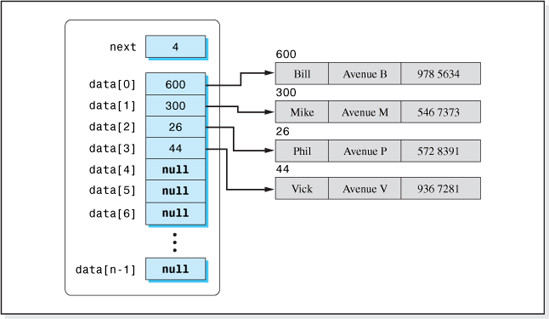 next 4
600
data[0] 600 Bill Avenue B 978 5634
300
data[1] 300 Mike Avenue M 546 7373
data[2] 26
26
data[3] 44 Phil Avenue P 572 8391
data[4] null
44
data[5] null Vick Avenue V 936 7281
data[6] null
data[n-1] null